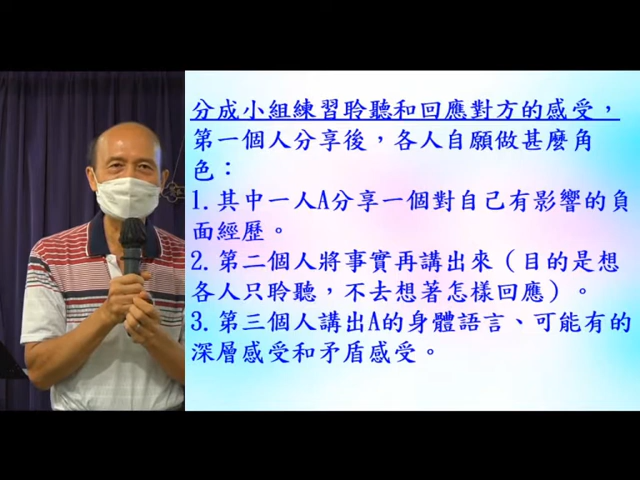 分成小組練習聆聽和回應對方的感受，
第一個人分享後，各人自願做甚麼角
色：
1.其中一人A分享一個對自己有影響的負
面經歷。
2.第二個人將事實再講出來（目的是想
各人只聆聽，不去想著怎樣回應）。
3.第三個人講出A的身體語言、可能有的
深層感受和矛盾感受。